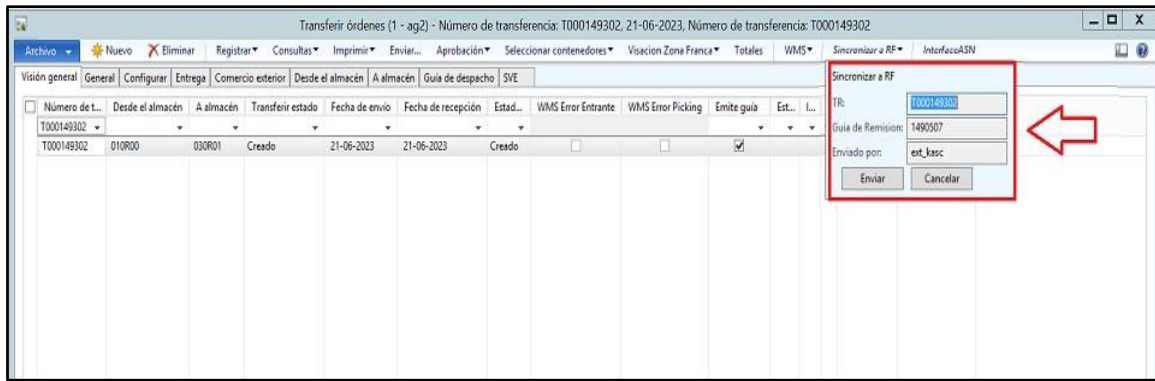 Transferir órdenes (1 - ag2) - Número de transferencia: T000149302, 21-06-2023, Número de transferencia: T000149302
Archivo Nuevo Eliminar Registrar Consultas Imprimir Enviar... Aprobación Seleccionar contenedores Visacion Zona Franca Totales WMS Sincronizar a RF InterfaceASN
Visión general General Configurar Entrega Comercio exterior Desde el almacén A almacén Guía de despacho SVE
Número de t... Desde el almacén A almacén Transferir estado Fecha de envío Fecha de recepción Estad... WMS Error Entrante WMS Error Picking Emite guía Est... I...
T000149302
T000149302 010R00 030R01 Creado 21-06-2023 21-06-2023 Creado
Sincronizar a RF
TR: T000149302
Guia de Remision: 1490507
Enviado por: ext_kasc
Enviar Cancelar